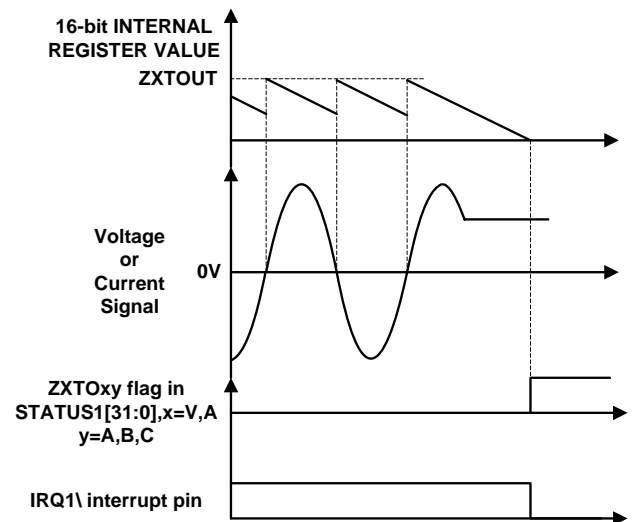 16-bit INTERNAL
REGISTER VALUE
ZXTOUT
Voltage
or
Current
Signal
0V
ZXTOxy flag in
STATUS1[31:0],x=V,A
y=A,B,C
IRQ1\ interrupt pin